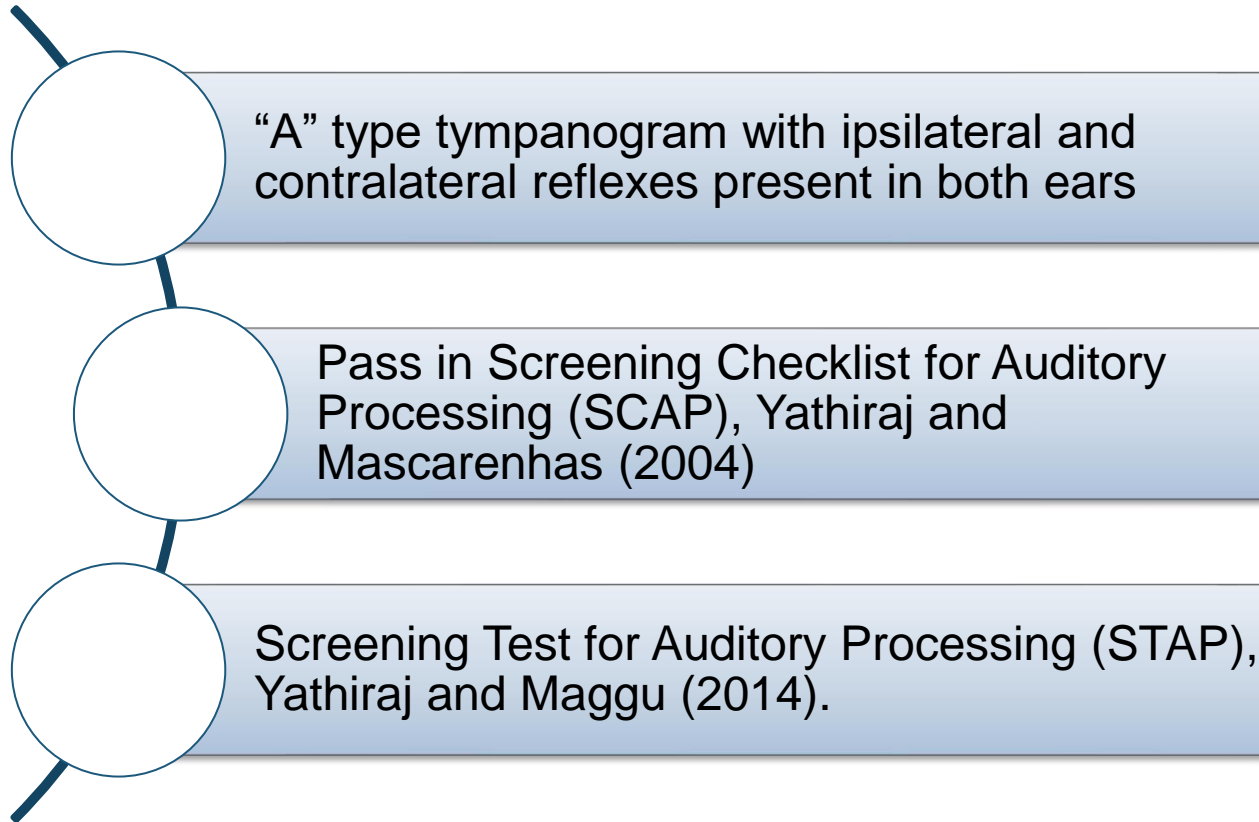 “A” type tympanogram with ipsilateral and
contralateral reflexes present in both ears
Pass in Screening Checklist for Auditory
Processing (SCAP), Yathiraj and
Mascarenhas (2004)
Screening Test for Auditory Processing (STAP),
Yathiraj and Maggu (2014).